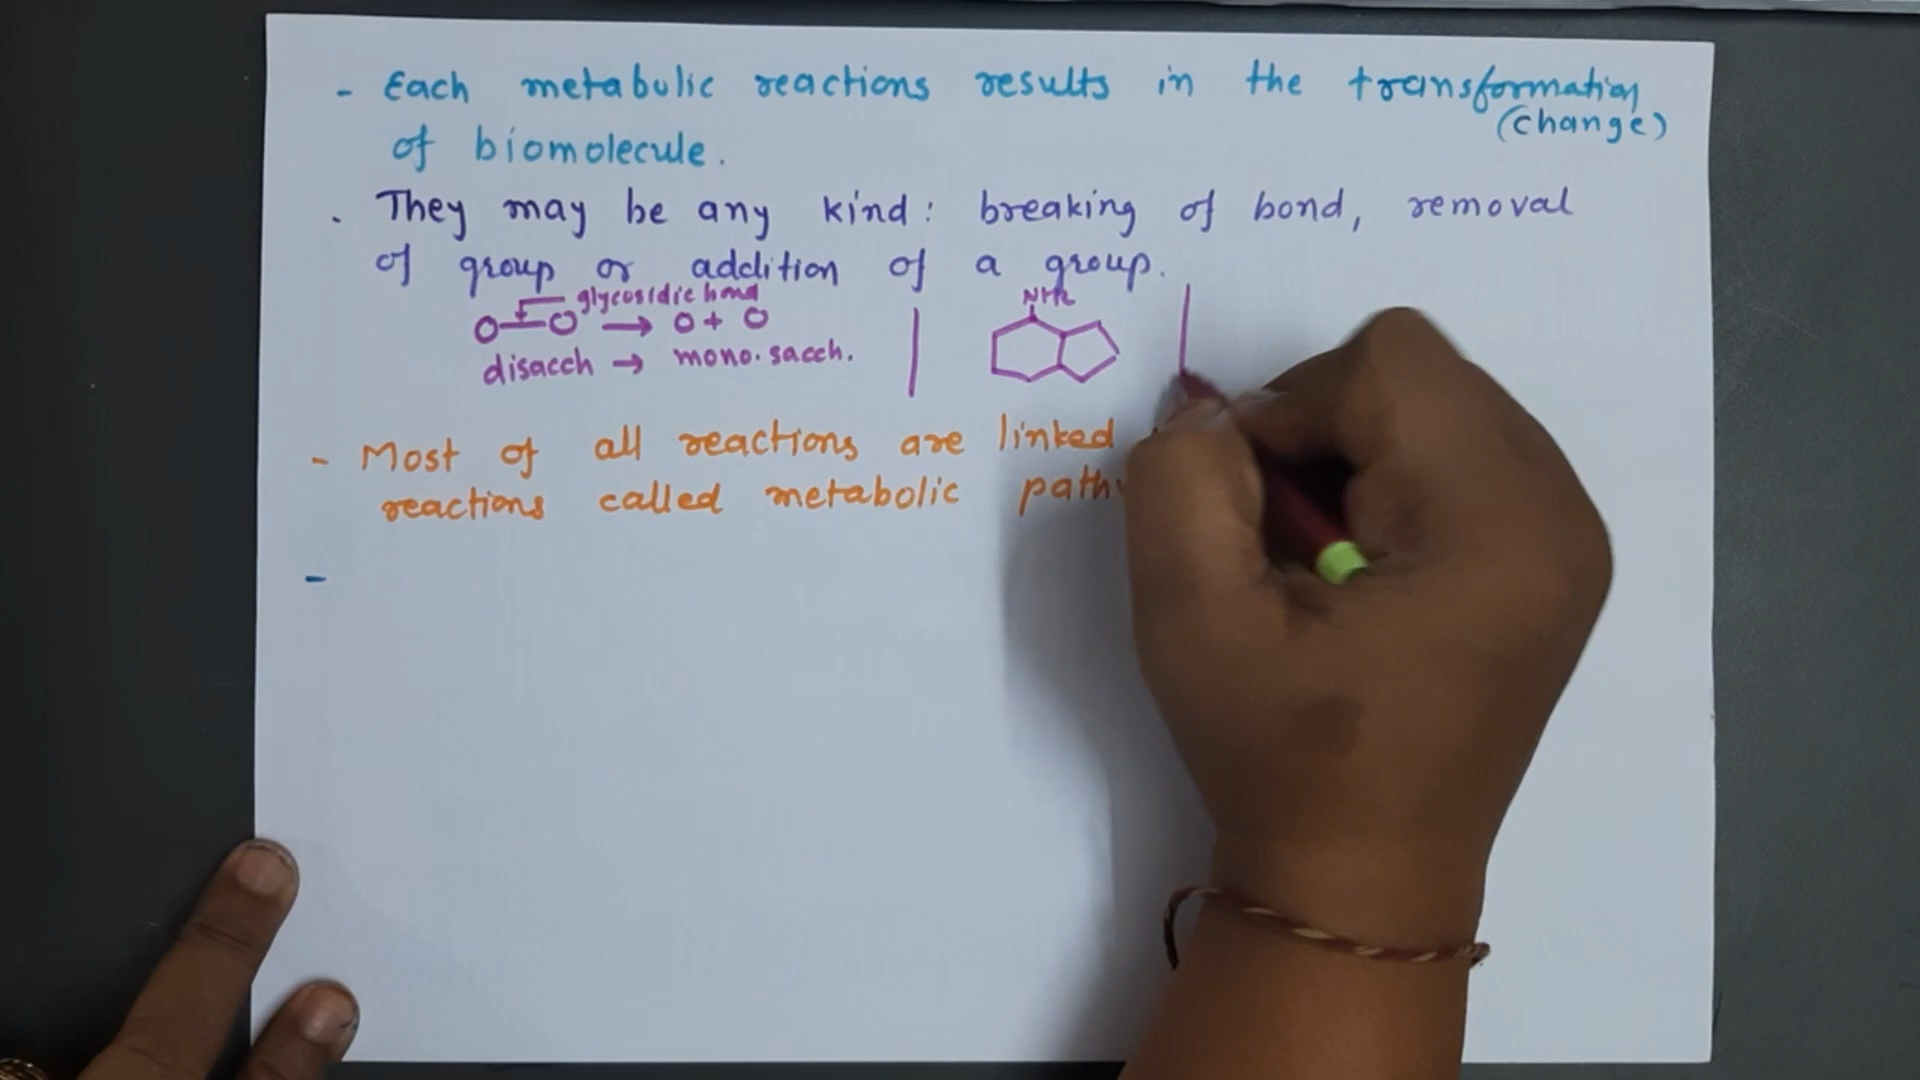 - Each metabolic reactions results in the transformation
(change)
of biomolecule.
. They may be any kind: breaking of bond, removal
of group or addition of a group.
glycosidic bond
NH2
O-O → O + O
disacch → mono. sacch.
- Most of all reactions are linked
reactions called metabolic
-